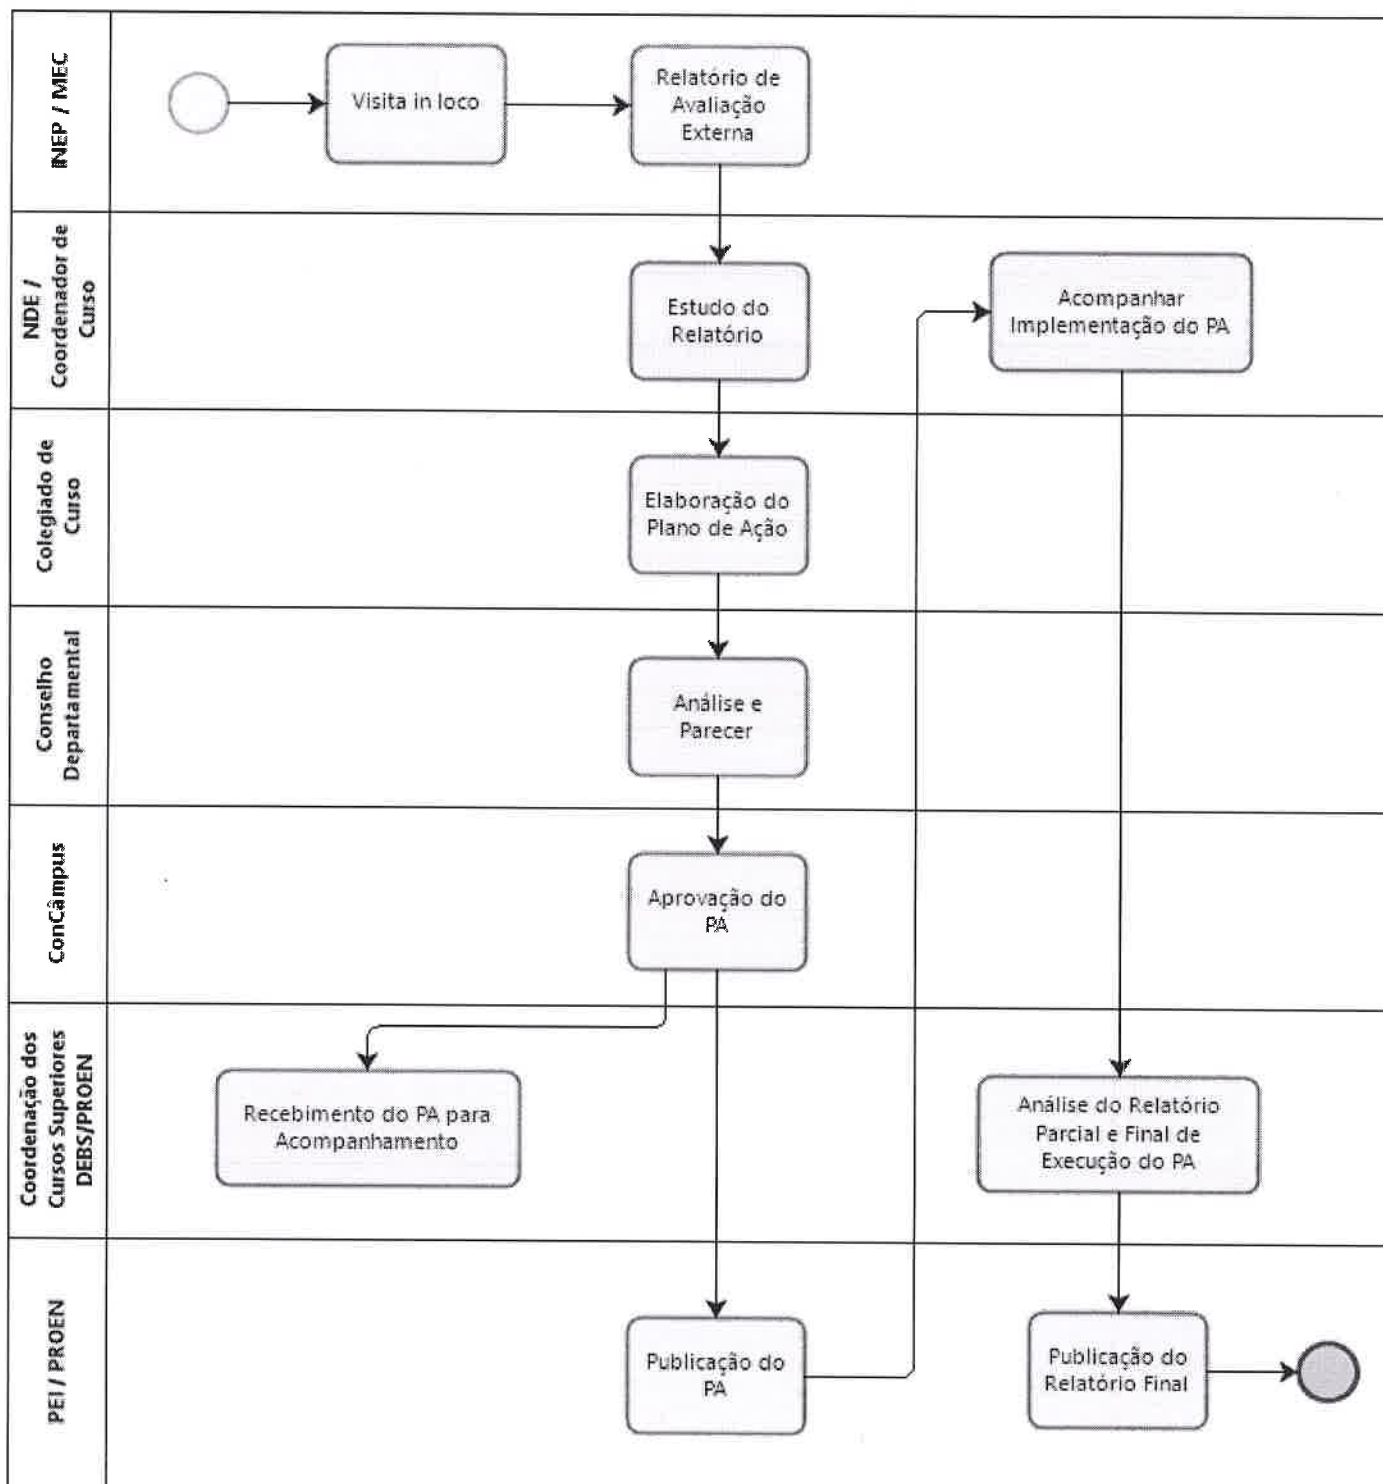 INEP / MEC
Visita in loco
Relatório de
Avaliação
Externa
NDE /
Coordenador de
Curso
Estudo do
Relatório
Acompanhar
Implementação do PA
Colegiado de
Curso
Elaboração do
Plano de Ação
Conselho
Departamental
Análise e
Parecer
ConCâmpus
Aprovação do
PA
Coordenação dos
Cursos Superiores
DEBS/PROEN
Recebimento do PA para
Acompanhamento
Análise do Relatório
Parcial e Final de
Execução do PA
PEI / PROEN
Publicação do
PA
Publicação do
Relatório Final